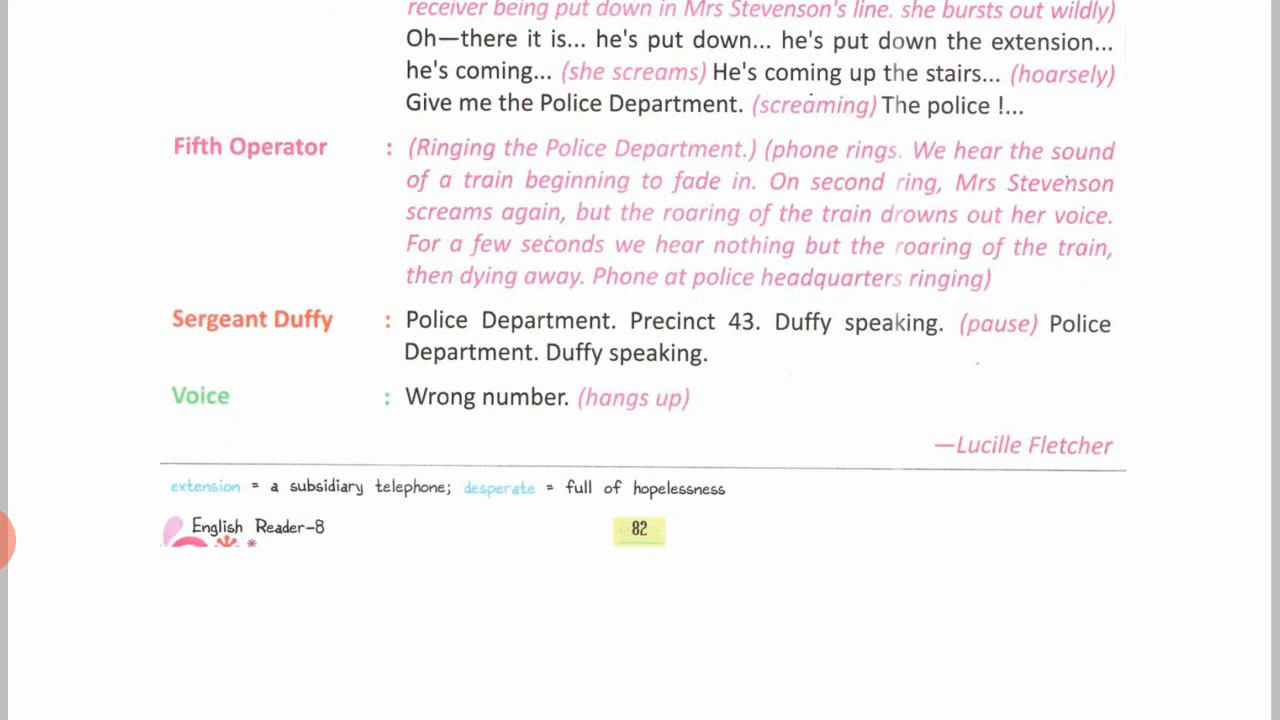 receiver being put down in Mrs Stevenson's line. she bursts out wildly)
Oh—there it is... he's put down... he's put down the extension...
he's coming... (she screams) He's coming up the stairs... (hoarsely)
Give me the Police Department. (screaming) The police !...
Fifth Operator : (Ringing the Police Department.) (phone rings. We hear the sound
of a train beginning to fade in. On second ring, Mrs Stevenson
screams again, but the roaring of the train drowns out her voice.
For a few seconds we hear nothing but the roaring of the train,
then dying away. Phone at police headquarters ringing)
Sergeant Duffy : Police Department. Precinct 43. Duffy speaking. (pause) Police
Department. Duffy speaking.
Voice : Wrong number. (hangs up)
—Lucille Fletcher
extension = a subsidiary telephone; desperate = full of hopelessness
English Reader-8 82